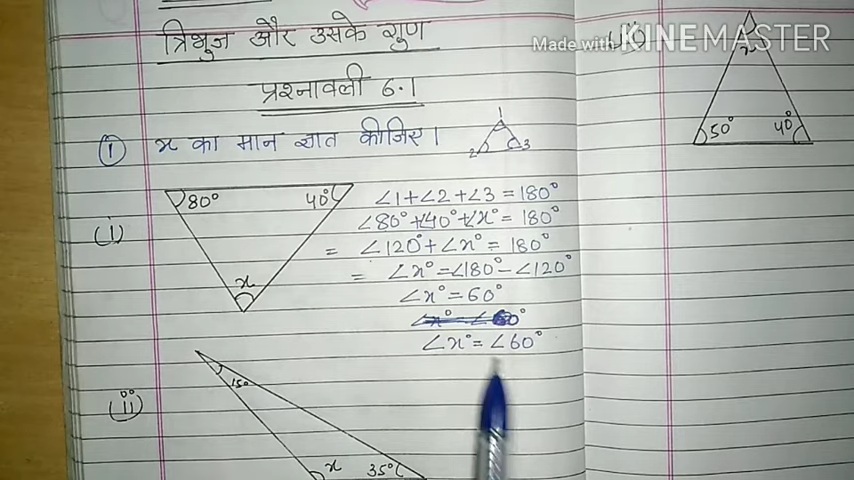 त्रिभुज और उसके गुण
Made with KINEMASTER
प्रश्नावली 6.1
① x का मान ज्ञात कीजिए।
1
2
3
x
50°
40°
(i)
80°
40°
x
∠1+∠2+∠3=180°
∠80°+∠40°+∠x°=180°
= ∠120°+∠x°=180°
= ∠x°=∠180°-∠120°
∠x°=60°
∠x°=∠60°
(ii)
15°
x
35°